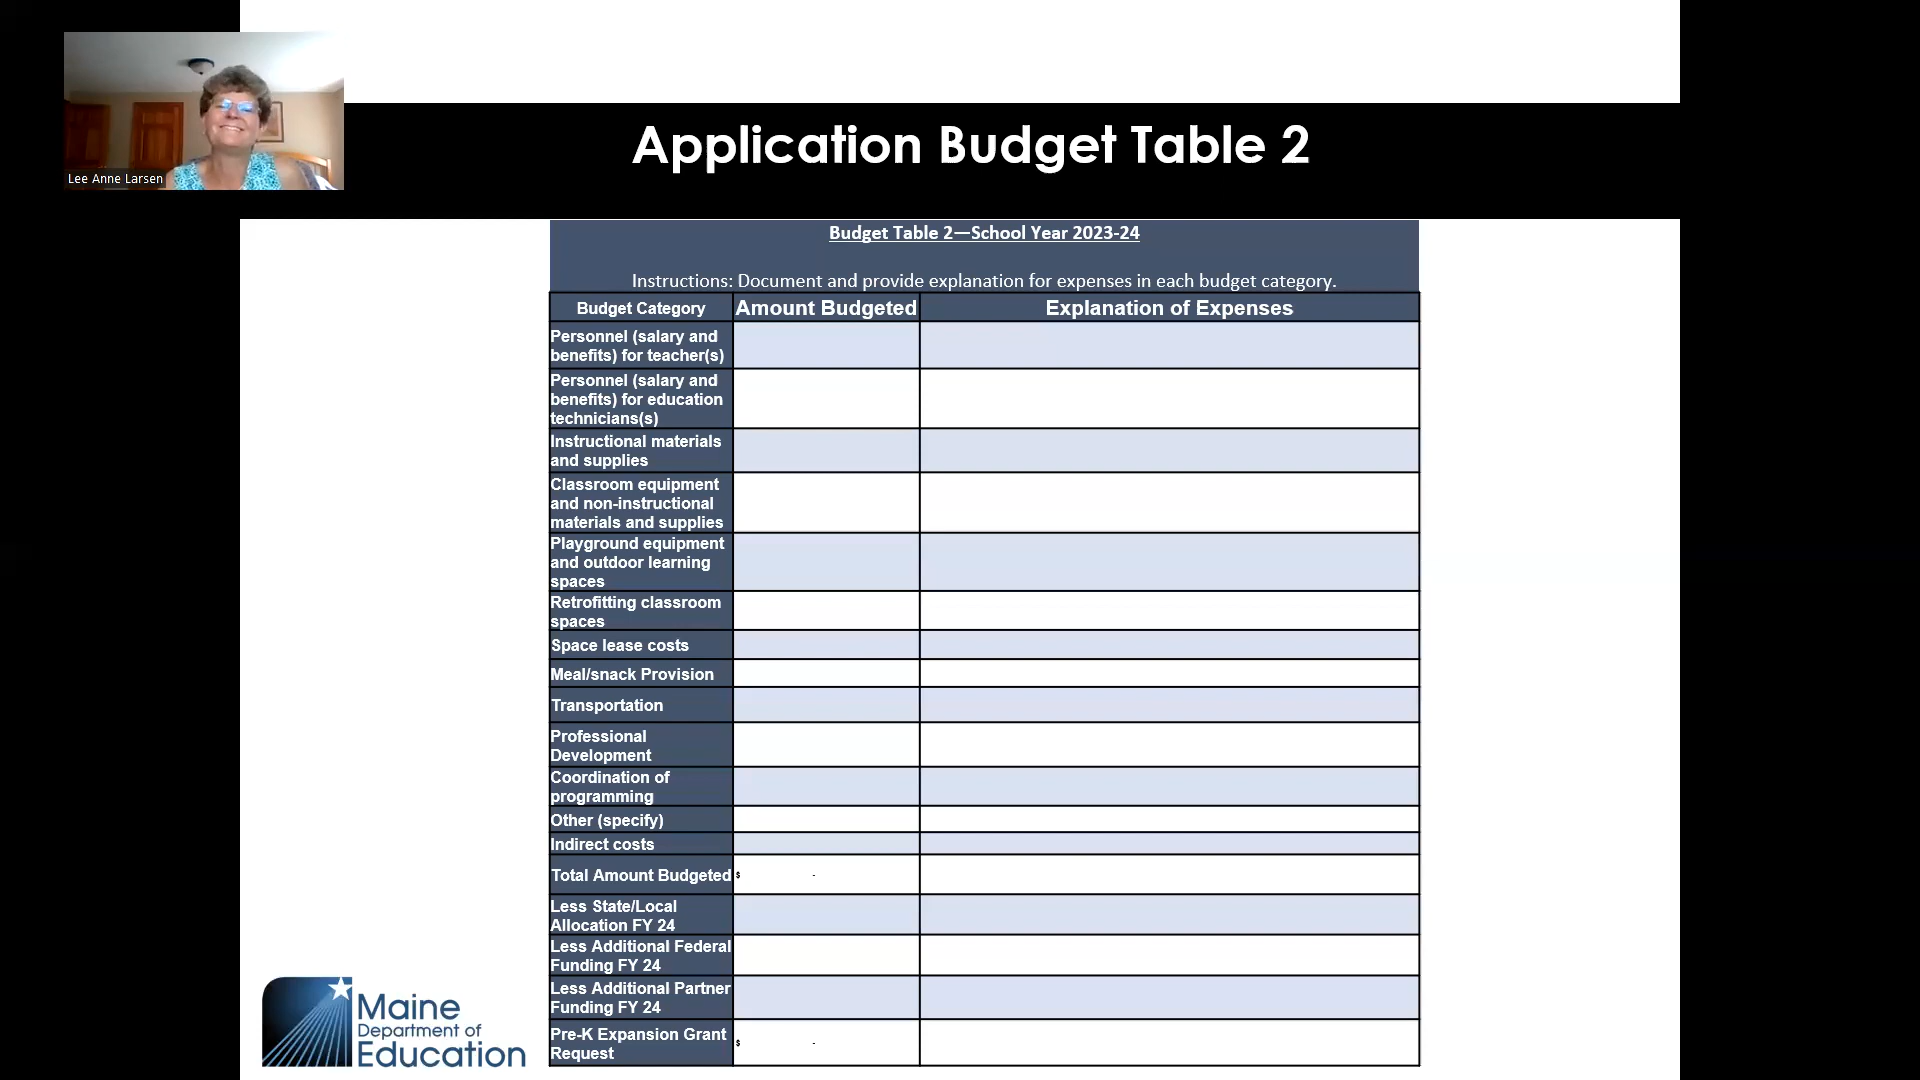 Lee Anne Larsen
Application Budget Table 2
Budget Table 2—School Year 2023-24
Instructions: Document and provide explanation for expenses in each budget category.
Budget Category
Amount Budgeted
Explanation of Expenses
Personnel (salary and
benefits) for teacher(s)
Personnel (salary and
benefits) for education
technicians(s)
Instructional materials
and supplies
Classroom equipment
and non-instructional
materials and supplies
Playground equipment
and outdoor learning
spaces
Retrofitting classroom
spaces
Space lease costs
Meal/snack Provision
Transportation
Professional
Development
Coordination of
programming
Other (specify)
Indirect costs
Total Amount Budgeted
$ -
Less State/Local
Allocation FY 24
Less Additional Federal
Funding FY 24
Less Additional Partner
Funding FY 24
Pre-K Expansion Grant
Request
$ -
Maine
Department of
Education